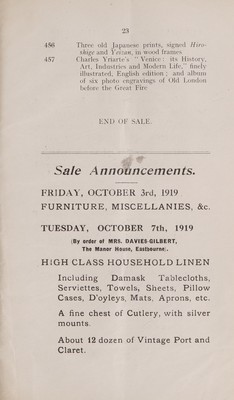 23
456 Three old Japanese prints, signed Hiro-
shige and Yeizan, in wood frames
457 Charles Yriarte's "Venice: its History,
Art, Industries and Modern Life," finely
illustrated, English edition; and album
of six photo engravings of Old London
before the Great Fire
END OF SALE.
Sale Announcements.
FRIDAY, OCTOBER 3rd, 1919
FURNITURE, MISCELLANIES, &c.
TUESDAY, OCTOBER 7th, 1919
(By order of MRS. DAVIES-GILBERT,
The Manor House, Eastbourne).
HIGH CLASS HOUSEHOLD LINEN
Including Damask Tablecloths,
Serviettes, Towels, Sheets, Pillow
Cases, D'oyleys, Mats, Aprons, etc.
A fine chest of Cutlery, with silver
mounts.
About 12 dozen of Vintage Port and
Claret.